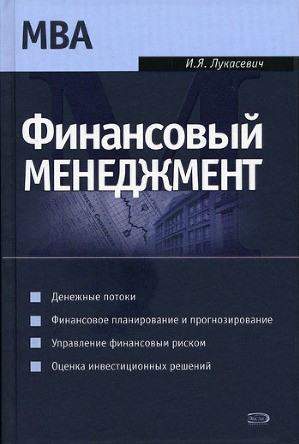 MBA
И.Я. Лукасевич
Финансовый
МЕНЕДЖМЕНТ
Денежные потоки
Финансовое планирование и прогнозирование
Управление финансовым риском
Оценка инвестиционных решений